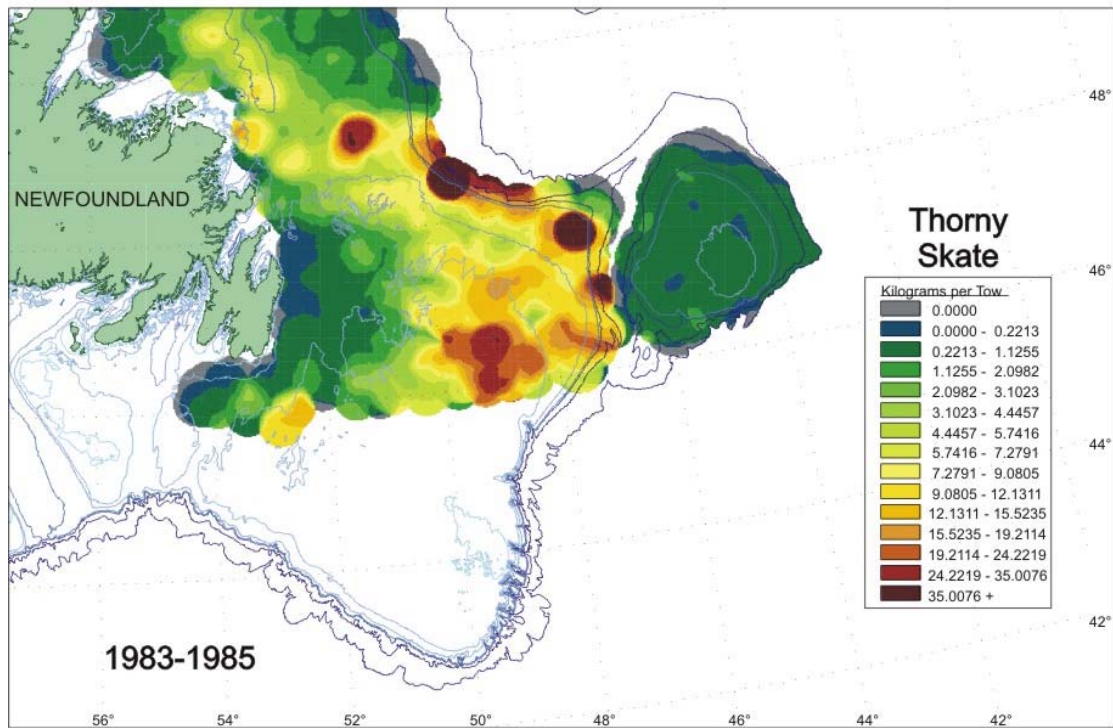 48°
NEWFOUNDLAND
Thorny
Skate
46°
Kilograms per Tow
0.0000
0.0000 - 0.2213
0.2213 - 1.1255
1.1255 - 2.0982
2.0982 - 3.1023
3.1023 - 4.4457
4.4457 - 5.7416
5.7416 - 7.2791
7.2791 - 9.0805
9.0805 - 12.1311
12.1311 - 15.5235
15.5235 - 19.2114
19.2114 - 24.2219
24.2219 - 35.0076
35.0076 +
44°
42°
1983-1985
56° 54° 52° 50° 48° 46° 44° 42°